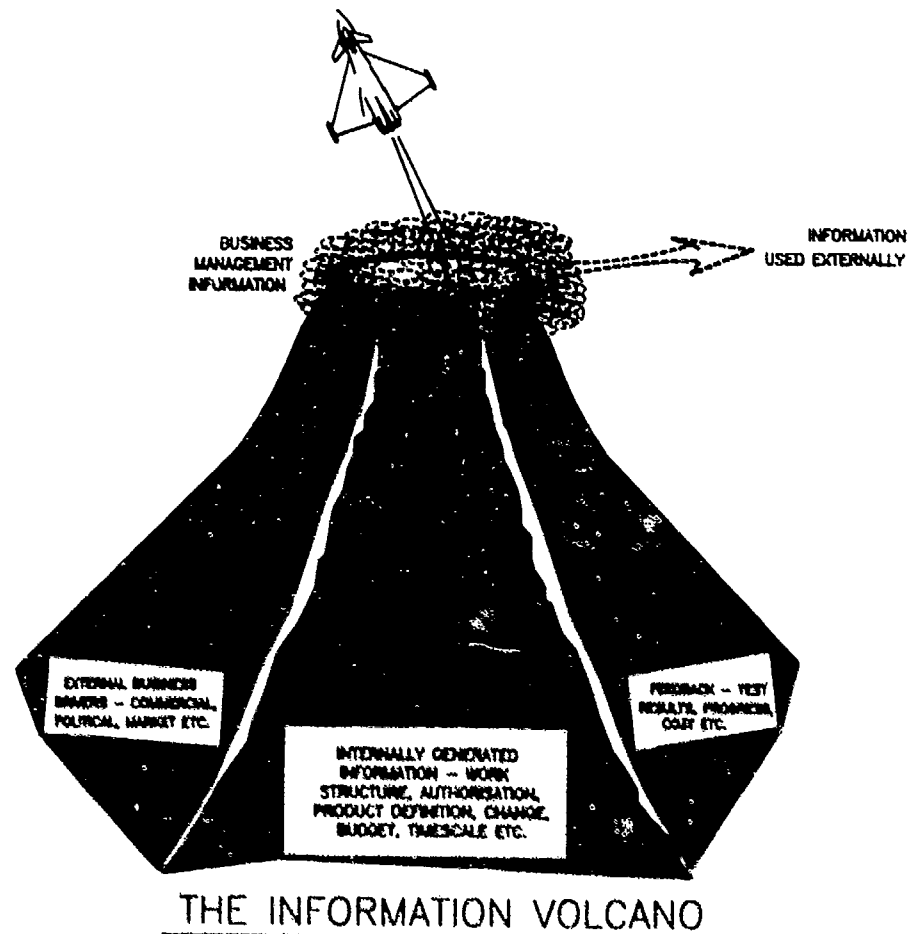 BUSINESS
MANAGEMENT
INFORMATION
INFORMATION
USED EXTERNALLY
EXTERNAL BUSINESS
DRIVERS – COMMERCIAL,
POLITICAL, MARKET ETC.
FEEDBACK – TEST
RESULTS, PROGRESS,
COST ETC.
INTERNALLY GENERATED
INFORMATION – WORK
STRUCTURE, AUTHORISATION,
PRODUCT DEFINITION, CHANGE,
BUDGET, TIMESCALE ETC.
THE INFORMATION VOLCANO